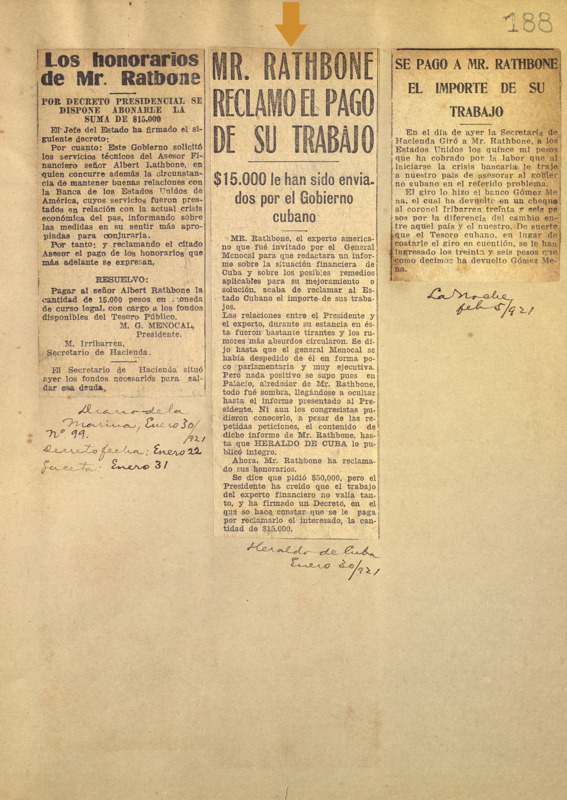 188
Los honorarios
de Mr. Ratbone
POR DECRETO PRESIDENCIAL SE
DISPONE ABONARLE LA
SUMA DE $15.000
El Jefe del Estado ha firmado el si-
guiente decreto:
Por cuanto: Este Gobierno solicitó
los servicios técnicos del Asesor Fi-
nanciero señor Albert Lathbone, en
quien concurre además la circunstan-
cia de mantener buenas relaciones con
la Banca de los Estados Unidos de
América, cuyos servicios fueron pres-
tados en relación con la actual crisis
económica del pas, informando sobre
las medidas en su sentir más apro-
piadas para conjurarla.
Por tanto; y reclamando el citado
Asesor el pago de los honorarios que
más adelante se expresan,
RESUELVO:
Pagar al señor Albert Rathbone la
cantidad de 15.000 pesos en moneda
de curso legal, con cargo a los fondos
disponibles del Tesoro Público.
M. G. MENOCAL,
Presidente.
M. Irribarren,
Secretario de Hacienda.
El Secretario de Hacienda situó
ayer los fondos necesarios para sal-
dar esa deuda.
Diario de la
Marina, Enero 30/
Nº 99. /921
Decreto fecha: Enero 22
Gaceta: Enero 31
MR. RATHBONE
RECLAMO EL PAGO
DE SU TRABAJO
$15.000 le han sido envia-
dos por el Gobierno
cubano
MR. Rathbone, el experto america-
no que fué invitado por el General
Menocal para que redactara un infor-
me sobre la situación financiera de
Cuba y sobre los posibles remedios
aplicables para su mejoramiento o
solución, acaba de reclamar al Es-
tado Cubano el importe de sus traba-
jos.
Las relaciones entre el Presidente y
el experto, durante su estancia en és-
ta fueron bastante tirantes y los ru-
mores más absurdos circularon. Se di-
jo hasta que el general Menocal se
había despedido de él en forma po-
co parlamentaria y muy ejecutiva.
Pero nada positivo se supo pues en
Palacio, alrededor de Mr. Rathbone,
todo fué sombra, llegándose a ocultar
hasta el informe presentado al Pre-
sidente. Ni aun los congresistas pu-
dieron conocerlo, a pesar de las re-
petidas peticiones, el contenido de
dicho informe de Mr. Rathbone, has-
ta que HERALDO DE CUBA lo pu-
blicó íntegro.
Ahora, Mr. Rathbone ha reclama-
do sus honorarios.
Se dice que pidió $50,000, pero el
Presidente ha creído que el trabajo
del experto financiero no valía tan-
to, y ha firmado un Decreto, en el
que se hace constar que se le paga
por reclamarlo el interesado, la can-
tidad de $15.000.
Heraldo de Cuba
Enero 30/921
SE PAGO A MR. RATHBONE
EL IMPORTE DE SU
TRABAJO
En el día de ayer la Secretaría de
Hacienda Giró a Mr. Rathbone, a los
Estados Unidos los quince mil pesos
que ha cobrado por la labor que al
iniciarse la crisis bancaria le trajo
a nuestro país de asesorar al gobier
no cubano en el referido problema.
El giro lo hizo el banco Gómez Me
na, el cual ha devuelto en un cheque
al coronel Iribarren treinta y seis pe
sos por la diferencia del cambio en-
tre aquel país y el nuestro. De suerte
que el Tesoro cubano, en lugar de
costarle el giro en cuestión, se le han
ingresado los treinta y seis pesos que
como decimos ha devuelto Gómez Me-
na.
La Noche
feb 5/921